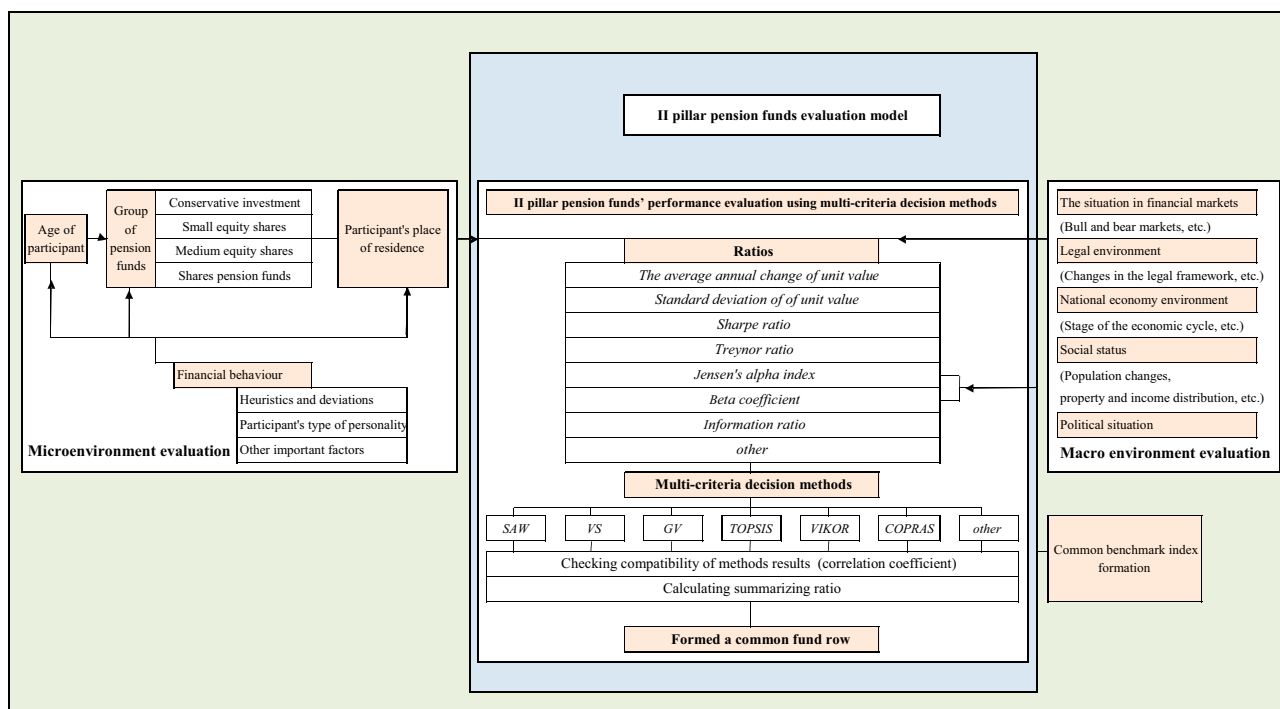 II pillar pension funds evaluation model
Age of
participant
Group
of
pension
funds
Conservative investment
Small equity shares
Medium equity shares
Shares pension funds
Participant's place
of residence
Financial behaviour
Heuristics and deviations
Participant's type of personality
Other important factors
Microenvironment evaluation
II pillar pension funds' performance evaluation using multi-criteria decision methods
Ratios
The average annual change of unit value
Standard deviation of of unit value
Sharpe ratio
Treynor ratio
Jensen's alpha index
Beta coefficient
Information ratio
other
Multi-criteria decision methods
SAW
VS
GV
TOPSIS
VIKOR
COPRAS
other
Checking compatibility of methods results (correlation coefficient)
Calculating summarizing ratio
Formed a common fund row
The situation in financial markets
(Bull and bear markets, etc.)
Legal environment
(Changes in the legal framework, etc.)
National economy environment
(Stage of the economic cycle, etc.)
Social status
(Population changes,
property and income distribution, etc.)
Political situation
Macro environment evaluation
Common benchmark index
formation